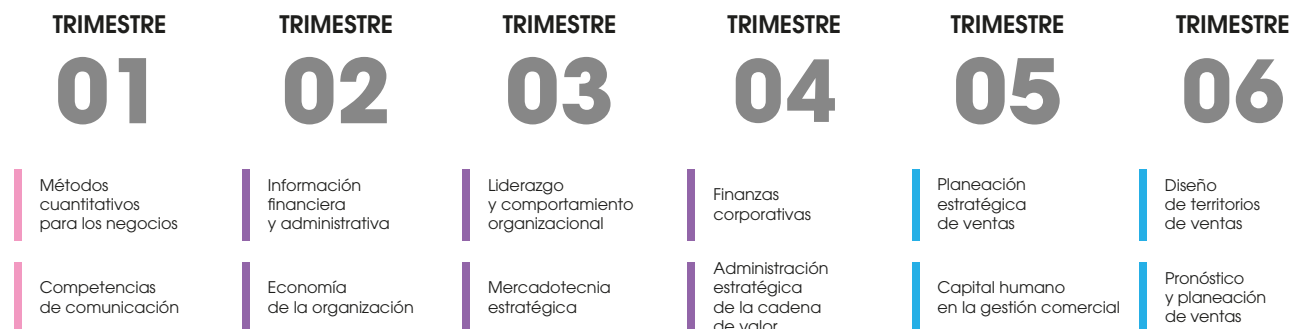 TRIMESTRE
01
Métodos
cuantitativos
para los negocios
Competencias
de comunicación
TRIMESTRE
02
Información
financiera
y administrativa
Economía
de la organización
TRIMESTRE
03
Liderazgo
y comportamiento
organizacional
Mercadotecnia
estratégica
TRIMESTRE
04
Finanzas
corporativas
Administración
estratégica
de la cadena
de valor
TRIMESTRE
05
Planeación
estratégica
de ventas
Capital humano
en la gestión comercial
TRIMESTRE
06
Diseño
de territorios
de ventas
Pronóstico
y planeación
de ventas